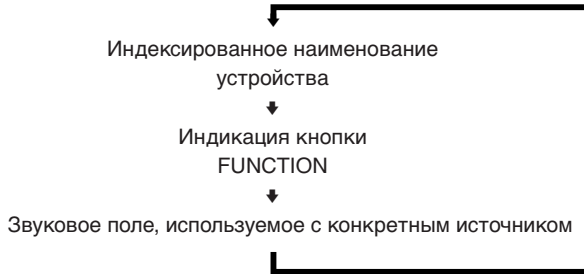 Индексированное наименование
устройства
Индикация кнопки
FUNCTION
Звуковое поле, используемое с конкретным источником